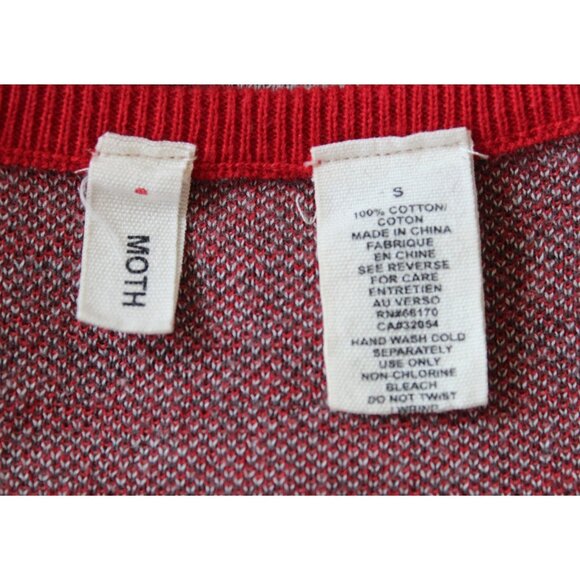 MOTH
S
100% COTTON/
COTON
MADE IN CHINA
FABRIQUE
EN CHINE
SEE REVERSE
FOR CARE
ENTRETIEN
AU VERSO
RN#66170
CA#32054
HAND WASH COLD
SEPARATELY
USE ONLY
NON-CHLORINE
BLEACH
DO NOT TWIST
/ WRING